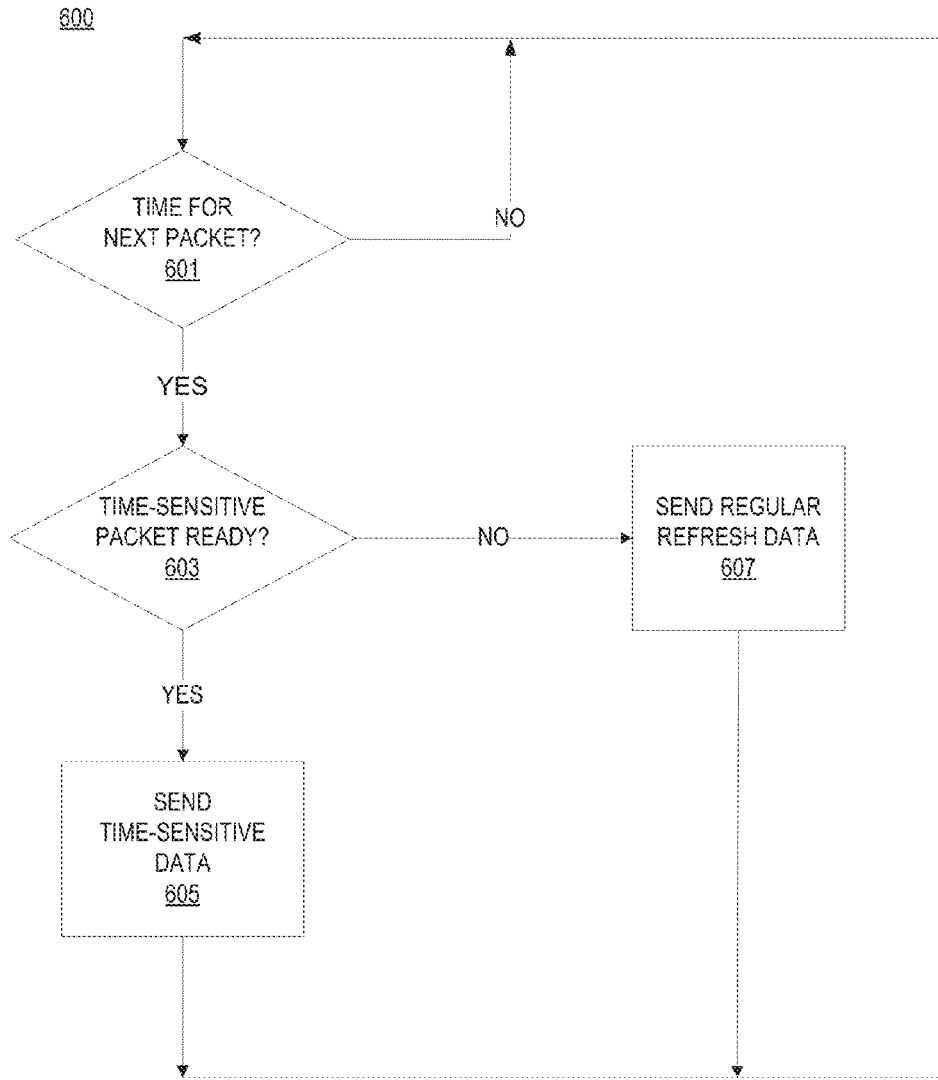 600
TIME FOR
NEXT PACKET?
601
NO
YES
TIME-SENSITIVE
PACKET READY?
603
NO
SEND REGULAR
REFRESH DATA
607
YES
SEND
TIME-SENSITIVE
DATA
605